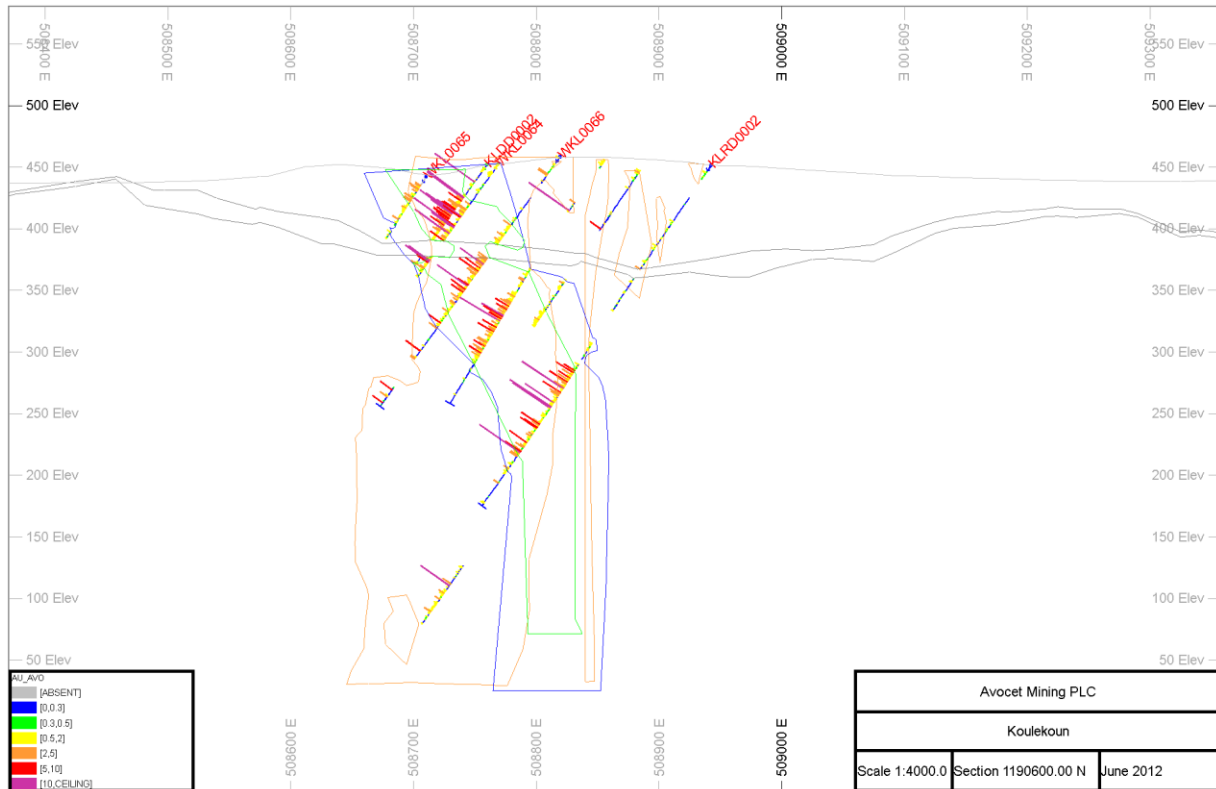 508400 E
508500 E
508600 E
508700 E
508800 E
508900 E
509000 E
509100 E
509200 E
509300 E
550 Elev
550 Elev
500 Elev
500 Elev
WKL0065
KLDD0002
WKL0064
WKL0066
KLRD0002
450 Elev
450 Elev
400 Elev
400 Elev
350 Elev
350 Elev
300 Elev
300 Elev
250 Elev
250 Elev
200 Elev
200 Elev
150 Elev
150 Elev
100 Elev
100 Elev
50 Elev
50 Elev
508600 E
508700 E
508800 E
508900 E
509000 E
AU_AVO
[ABSENT]
[0,0.3]
[0.3,0.5]
[0.5,2]
[2,5]
[5,10]
[10,CEILING]
Avocet Mining PLC
Koulekoun
Scale 1:4000.0
Section 1190600.00 N
June 2012